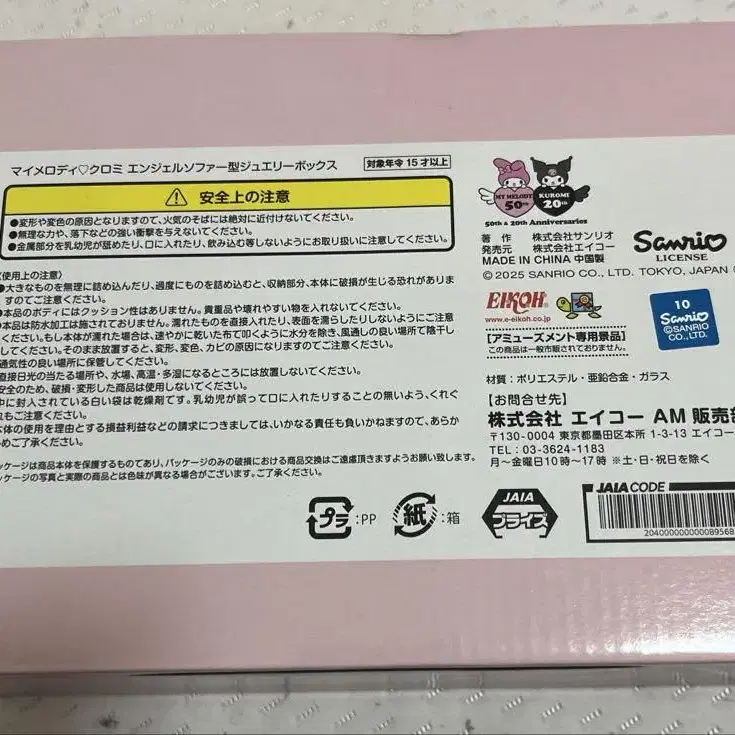 マイメロディ♡クロミ エンジェルソファー型ジュエリーボックス
対象年令15才以上
安全上の注意
●変形や変色の原因となりますので、火気のそばには絶対に近付けないでください。
●無理な力や、落下などの強い衝撃を与えないでください。
●金属部分を乳幼児が舐めたり、口に入れたり、飲み込む等しないようにお取り扱いに注意してください。
〈使用上の注意〉
●大きなものを無理に詰め込んだり、過度にものを詰め込むと、収納部分、本体に破損が生じる恐れがありま
すのでご注意ください。
●本品のボディにはクッション性はありません。貴重品や壊れやすい物を入れないでください。
本品は防水加工は施されておりません。濡れたものを直接入れたり、表面を濡らしたりしないようにご注意
ください。もし本体が濡れた場合は、速やかに乾いた布で叩くように水分を除き、風通しの良い場所で陰干し
してください。そのまま放置すると、変形、変色、カビの原因になりますのでご注意ください。
通気性の良い場所に保管してください。
直接日光の当たる場所や、水場、高温・多湿になるところには放置しないでください。
安全のため、破損・変形した商品は使用しないでください。
中に封入されている白い袋は乾燥剤です。乳幼児が誤って口に入れたりすることの無いよう、くれぐ
れもご注意ください。
本体の使用を理由とする損益利益などの請求につきましては、いかなる責任も負いかねますので、あらか
じめご了承ください。
パッケージは商品本体を保護するものであり、パッケージのみの破損における商品交換はご遠慮頂きますようお願い致します。
パッケージの写真と実際の商品とは色味が異なる場合がございます。ご了承ください。
プラ:PP
紙:箱
JAIA
プライズ
MY MELODY
50th
KUROMI
20th
50th & 20th Anniversaries
著作 株式会社サンリオ
発売元 株式会社エイコー
MADE IN CHINA 中国製
Sanrio
LICENSE
©2025 SANRIO CO., LTD. TOKYO, JAPAN
EIKOH
www.e-eikoh.co.jp
【アミューズメント専用景品】
この商品は一般市販されておりません。
10
Sanrio
©SANRIO
CO.,LTD.
材質:ポリエステル・亜鉛合金・ガラス
【お問合せ先】
株式会社 エイコー AM 販売部
〒130-0004 東京都墨田区本所 1-3-13 エイコー
TEL:03-3624-1183
月〜金曜日10時〜17時 ※土・日・祝日を除く
JAIA CODE
20400000000089568